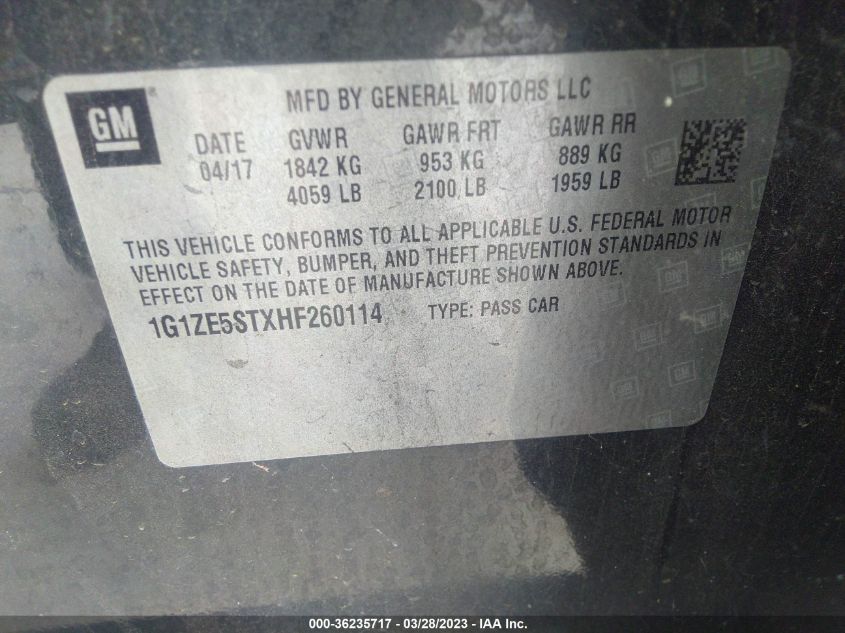 GM
MFD BY GENERAL MOTORS LLC
DATE GVWR GAWR FRT GAWR RR
04/17 1842 KG 953 KG 889 KG
4059 LB 2100 LB 1959 LB
THIS VEHICLE CONFORMS TO ALL APPLICABLE U.S. FEDERAL MOTOR
VEHICLE SAFETY, BUMPER, AND THEFT PREVENTION STANDARDS IN
EFFECT ON THE DATE OF MANUFACTURE SHOWN ABOVE.
1G1ZE5STXHF260114 TYPE: PASS CAR
000-36235717 - 03/28/2023 - IAA Inc.